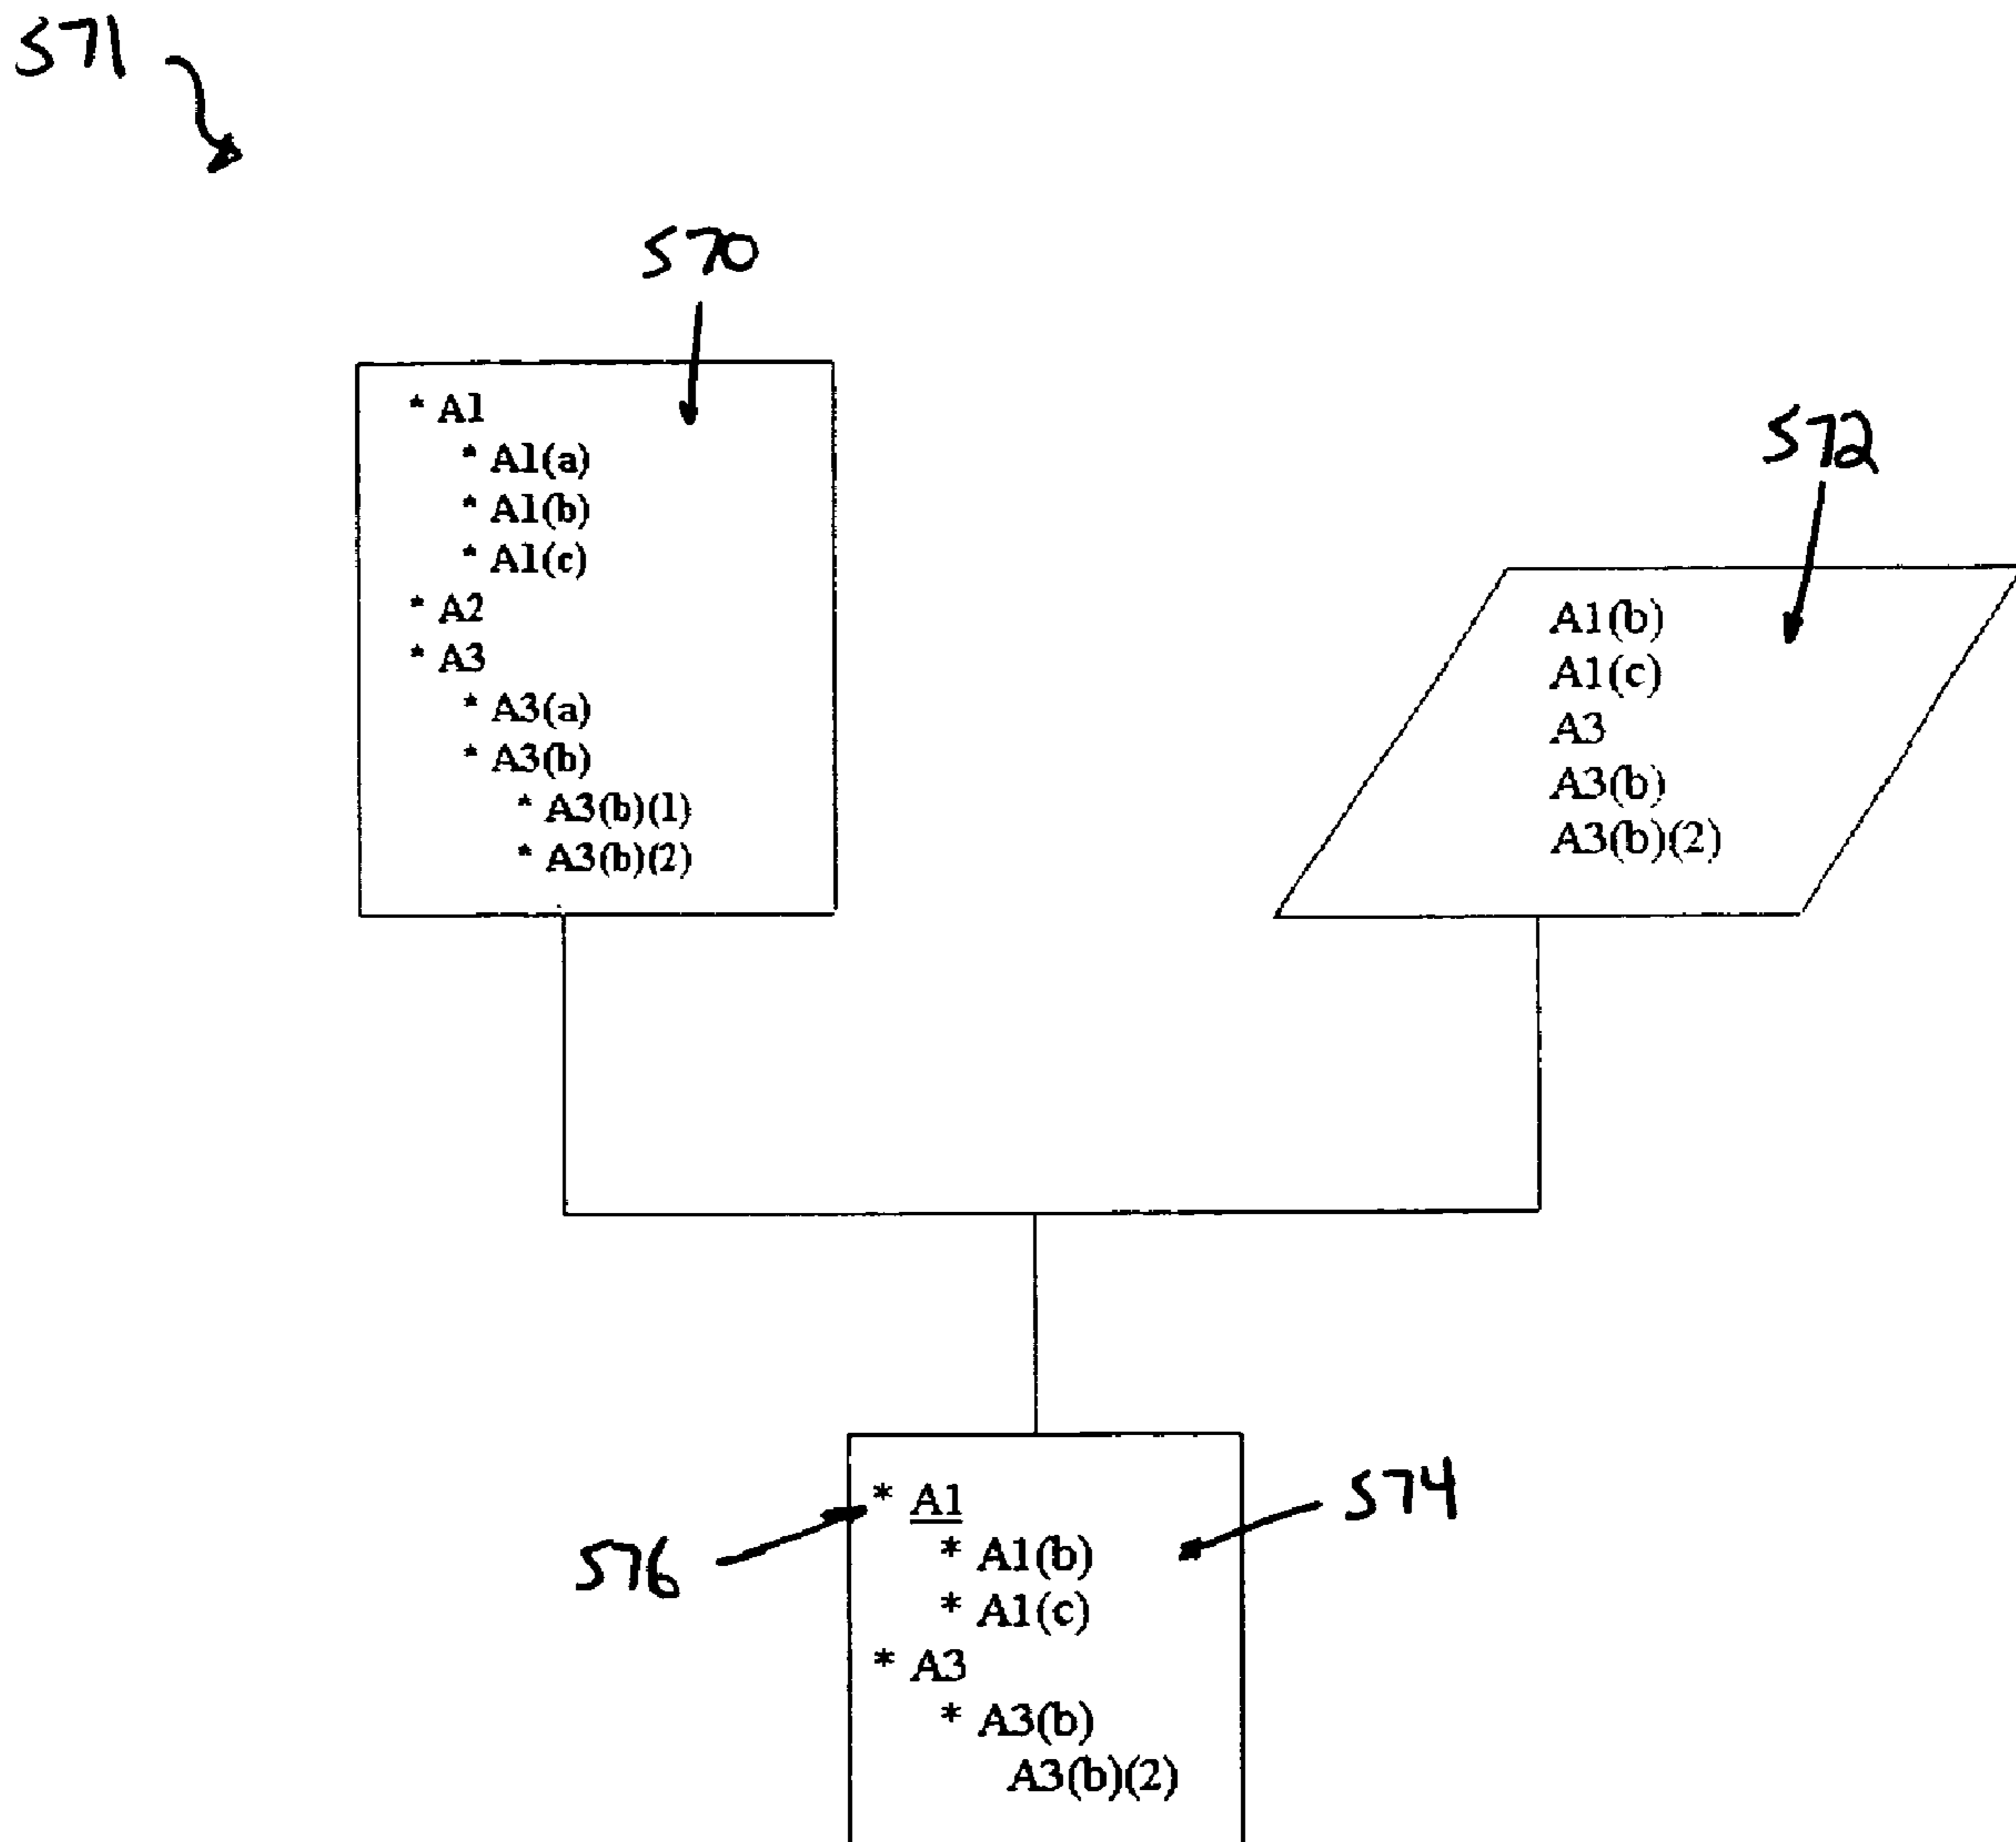 571
570
* A1
* A1(a)
* A1(b)
* A1(c)
* A2
* A3
* A3(a)
* A3(b)
* A3(b)(1)
* A3(b)(2)
572
A1(b)
A1(c)
A3
A3(b)
A3(b)(2)
* A1
* A1(b)
* A1(c)
* A3
* A3(b)
A3(b)(2)
574
576